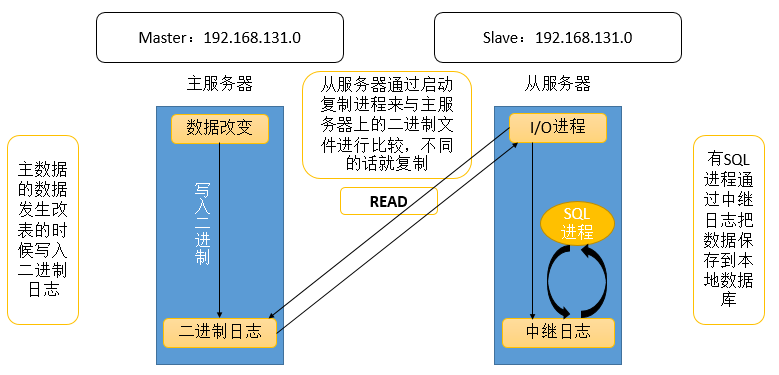 Master：192.168.131.0
Slave：192.168.131.0
主服务器
从服务器通过启动
复制进程来与主服
务器上的二进制文
件进行比较，不同
的话就复制
从服务器
数据改变
I/O进程
主数据
的数据
发生改
表的时
候写入
二进制
日志
写入二进制
READ
SQL
进程
有SQL
进程通
过中继
日志把
数据保
存到本
地数据
库
二进制日志
中继日志